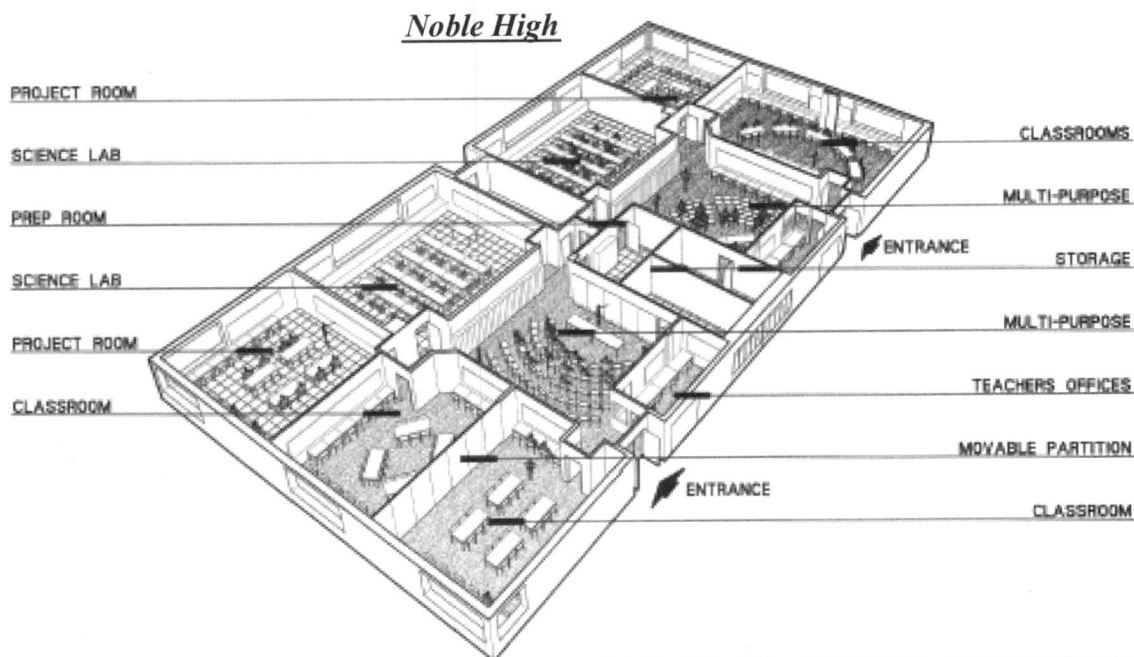 Noble High
PROJECT ROOM
SCIENCE LAB
PREP ROOM
SCIENCE LAB
PROJECT ROOM
CLASSROOM
CLASSROOMS
MULTI-PURPOSE
ENTRANCE
STORAGE
MULTI-PURPOSE
TEACHERS OFFICES
MOVABLE PARTITION
ENTRANCE
CLASSROOM